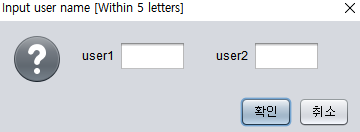 Input user name [Within 5 letters]
user1 user2
확인 취소